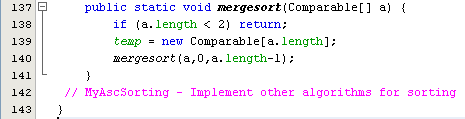 137 public static void mergesort(Comparable[] a) {
138 if (a.length < 2) return;
139 temp = new Comparable[a.length];
140 mergesort(a,0,a.length-1);
141 }
142 // MyAscSorting - Implement other algorithms for sorting
143 }